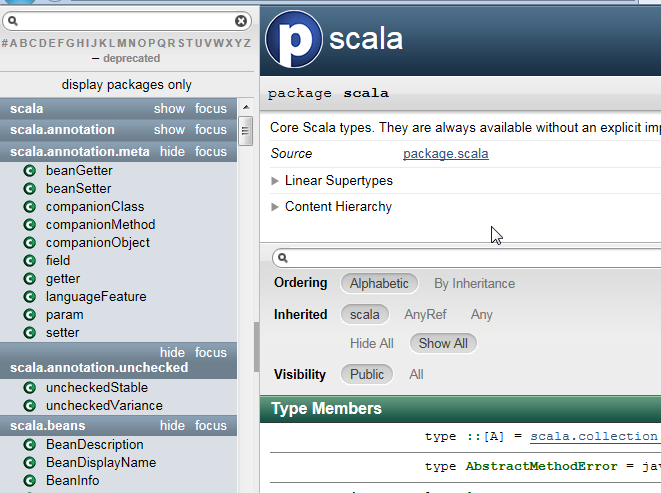 #ABCDEFGHIJKLMNOPQRSTUVWXYZ
– deprecated
display packages only
scala show focus
scala.annotation show focus
scala.annotation.meta hide focus
C beanGetter
C beanSetter
C companionClass
C companionMethod
C companionObject
C field
C getter
C languageFeature
C param
C setter
hide focus
scala.annotation.unchecked
C uncheckedStable
C uncheckedVariance
scala.beans hide focus
C BeanDescription
C BeanDisplayName
C BeanInfo
p scala
package scala
Core Scala types. They are always available without an explicit
Source package.scala
Linear Supertypes
Content Hierarchy
Ordering Alphabetic By Inheritance
Inherited scala AnyRef Any
Hide All Show All
Visibility Public All
Type Members
type ::[A] = scala.collection
type AbstractMethodError =